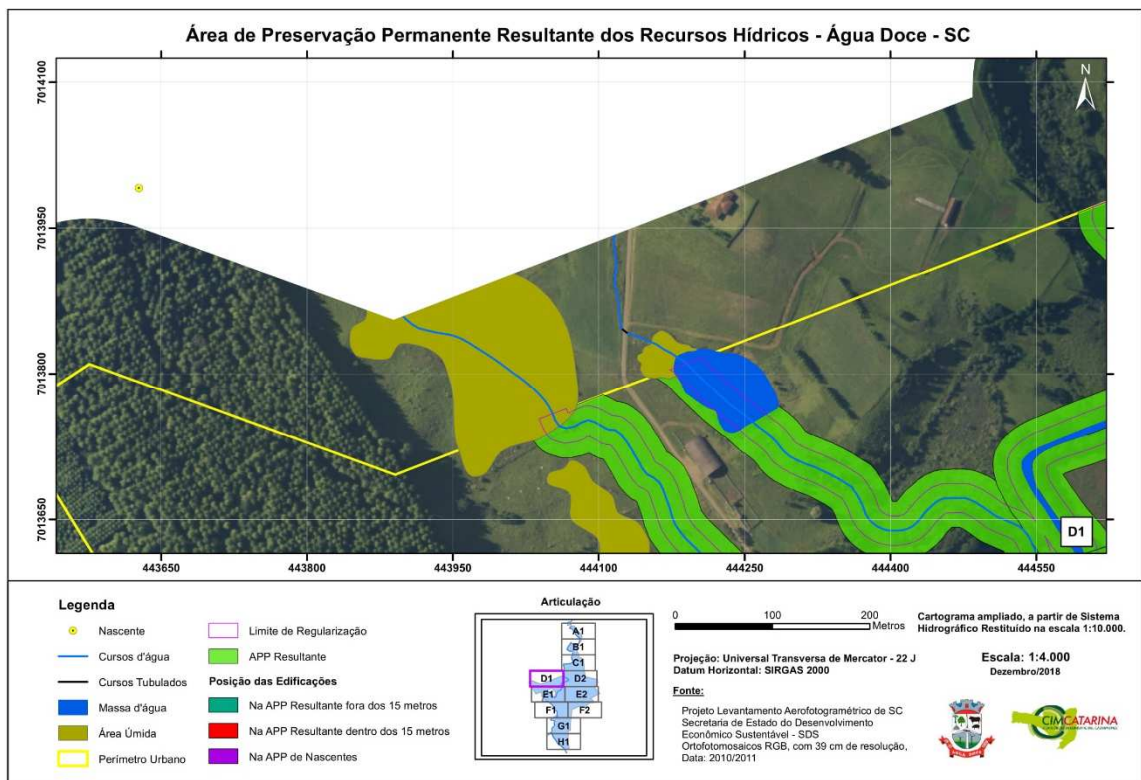 Área de Preservação Permanente Resultante dos Recursos Hídricos - Água Doce - SC
N
7014100
7013950
7013800
7013650
D1
443650
443800
443950
444100
444250
444400
444550
Legenda
Nascente
Cursos d'água
Cursos Tubulados
Massa d'água
Área Úmida
Perímetro Urbano
Limite de Regularização
APP Resultante
Posição das Edificações
Na APP Resultante fora dos 15 metros
Na APP Resultante dentro dos 15 metros
Na APP de Nascentes
Articulação
A1
B1
C1
D1
D2
E1
E2
F1
F2
G1
H1
0
100
200
Metros
Projeção: Universal Transversa de Mercator - 22 J
Datum Horizontal: SIRGAS 2000
Fonte:
Projeto Levantamento Aerofotogramétrico de SC
Secretaria de Estado do Desenvolvimento
Econômico Sustentável - SDS
Ortofotomosaicos RGB, com 39 cm de resolução,
Data: 2010/2011
Cartograma ampliado, a partir de Sistema
Hidrográfico Restituído na escala 1:10.000.
Escala: 1:4.000
Dezembro/2018
CIMCATARINA